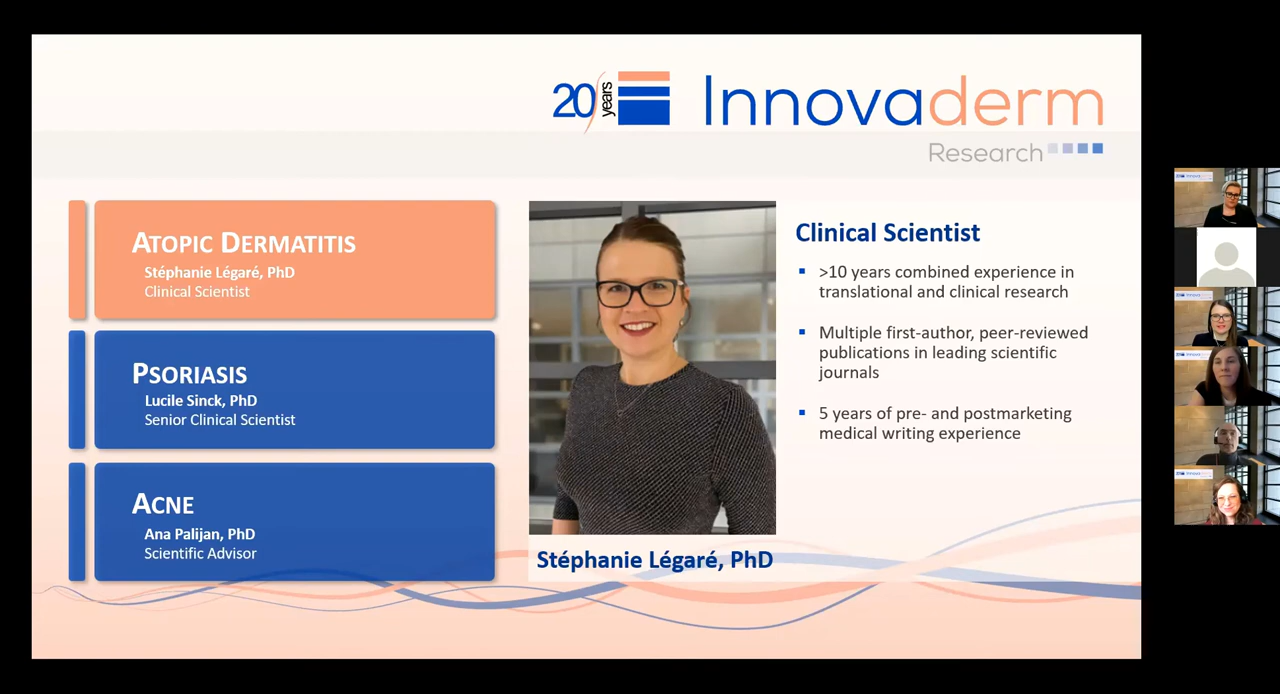 20 years
Innovaderm
Research
ATOPIC DERMATITIS
Stéphanie Légaré, PhD
Clinical Scientist
PSORIASIS
Lucile Sinck, PhD
Senior Clinical Scientist
ACNE
Ana Palijan, PhD
Scientific Advisor
Stéphanie Légaré, PhD
Clinical Scientist
>10 years combined experience in
translational and clinical research
Multiple first-author, peer-reviewed
publications in leading scientific
journals
5 years of pre- and postmarketing
medical writing experience